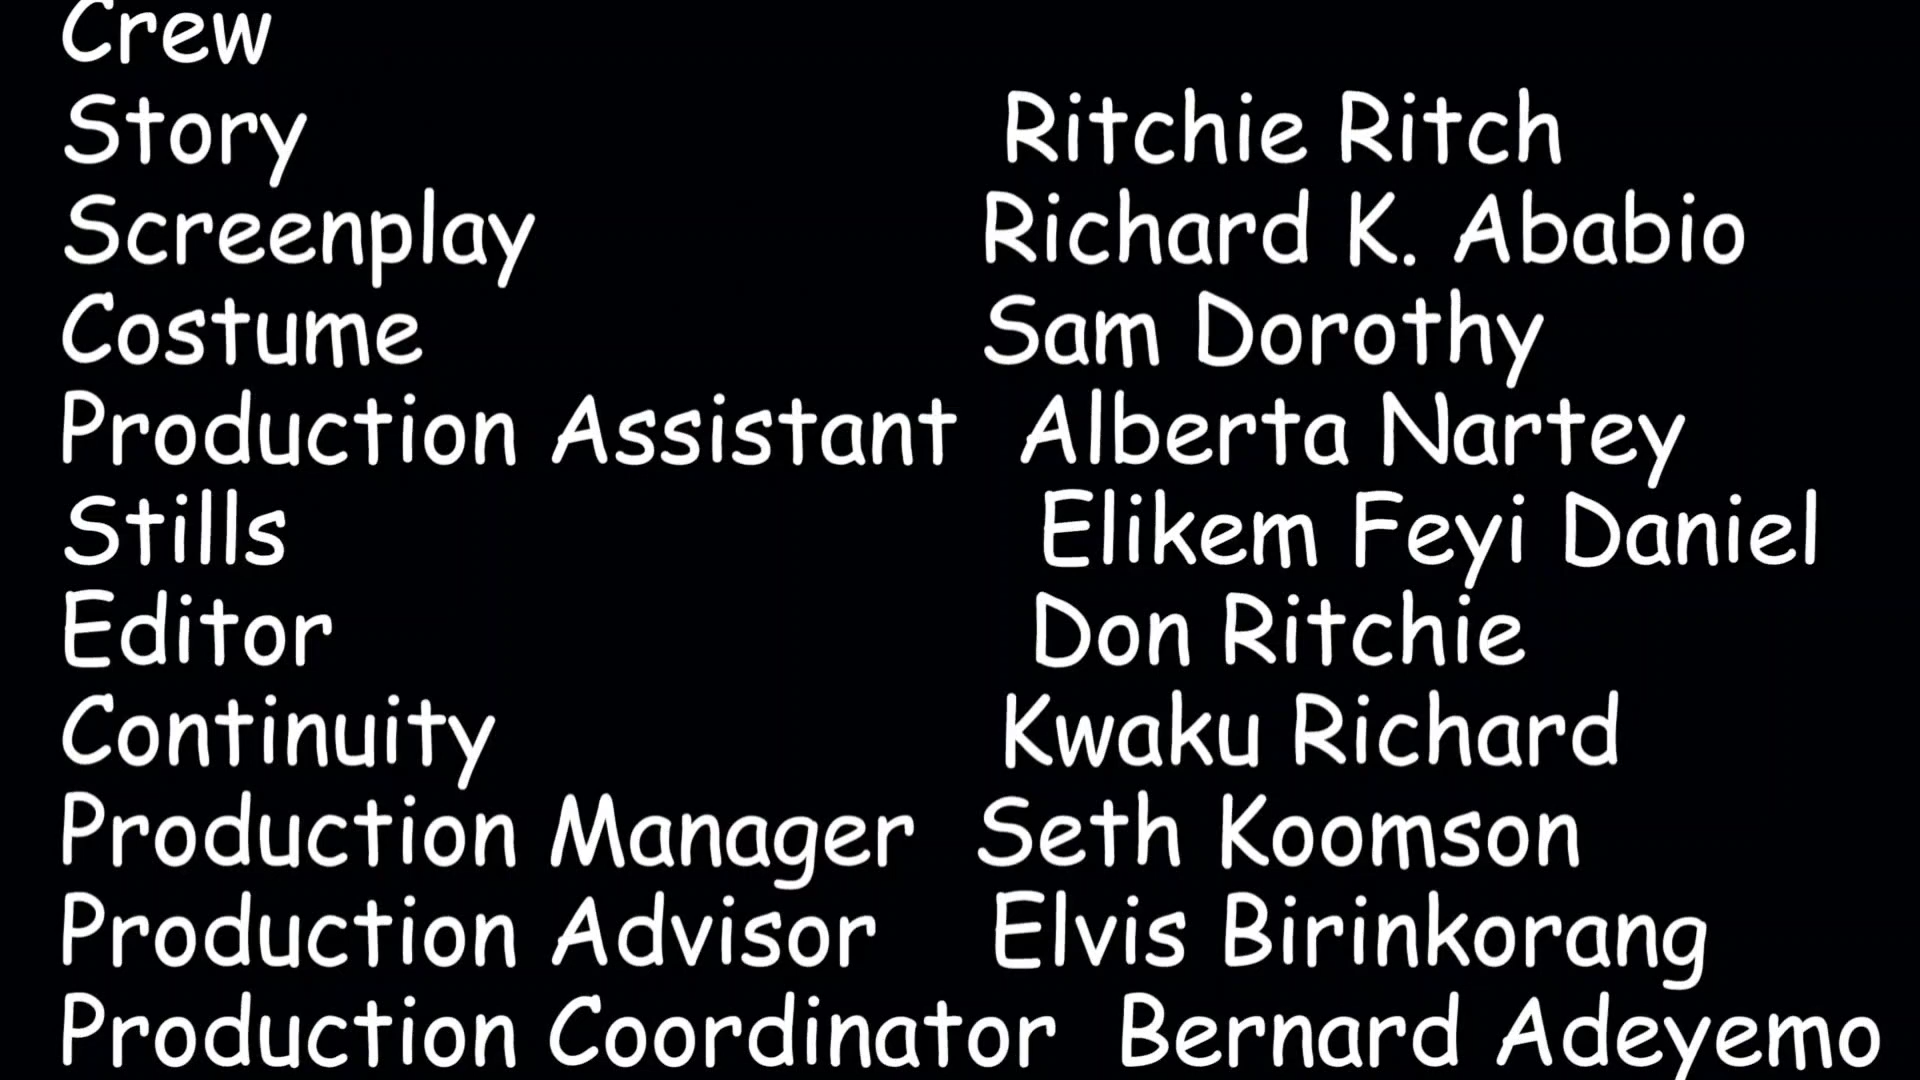 Crew
Story Ritchie Ritch
Screenplay Richard K. Ababio
Costume Sam Dorothy
Production Assistant Alberta Nartey
Stills Elikem Feyi Daniel
Editor Don Ritchie
Continuity Kwaku Richard
Production Manager Seth Koomson
Production Advisor Elvis Birinkorang
Production Coordinator Bernard Adeyemo